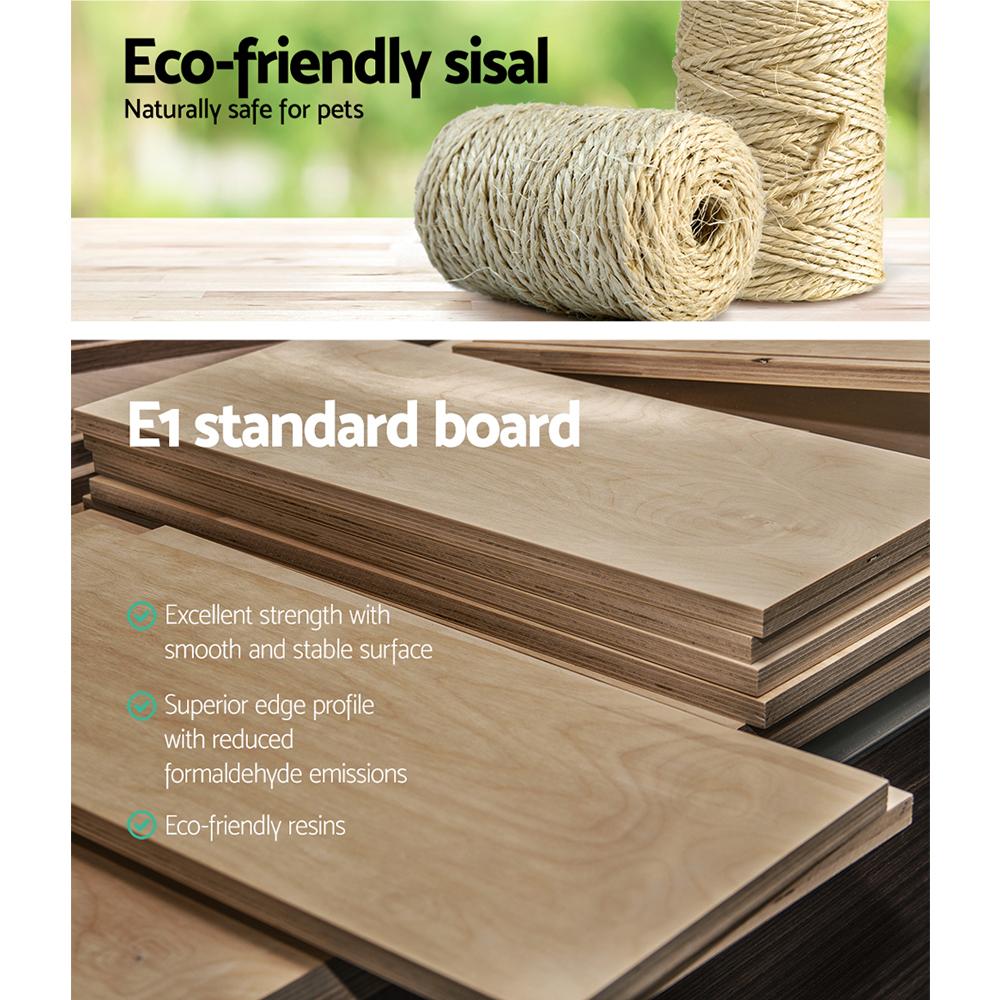 Eco-friendly sisal
Naturally safe for pets
E1 standard board
Excellent strength with
smooth and stable surface
Superior edge profile
with reduced
formaldehyde emissions
Eco-friendly resins